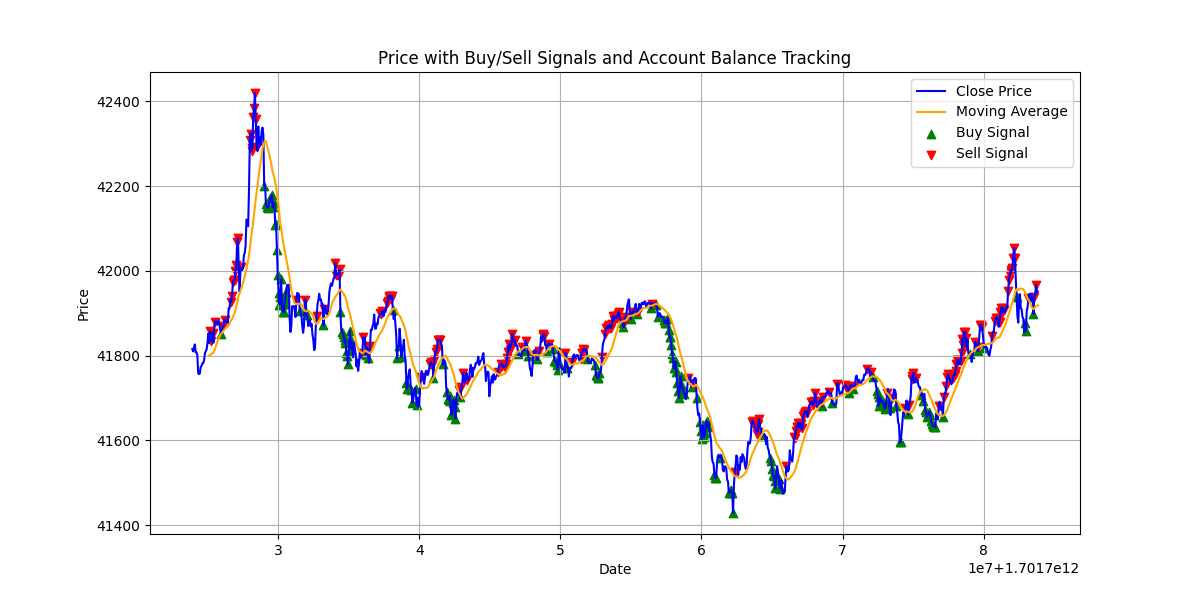 Price with Buy/Sell Signals and Account Balance Tracking
Close Price
Moving Average
Buy Signal
Sell Signal
42400
42200
42000
41800
41600
41400
Price
3 4 5 6 7 8
1e7+1.7017e12
Date